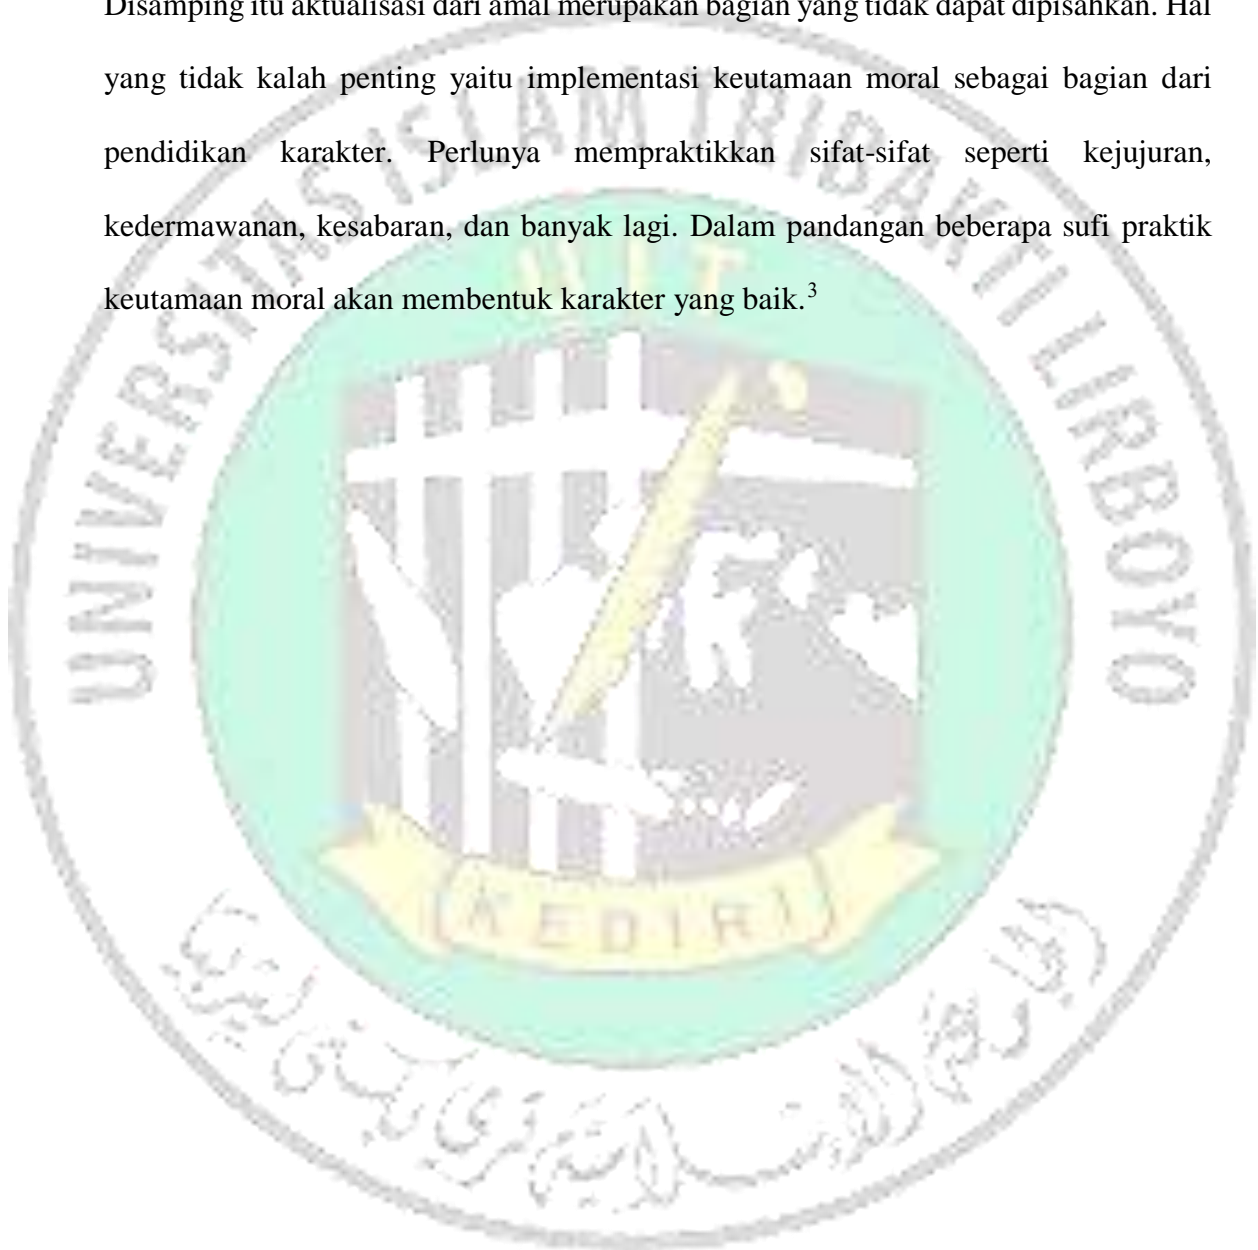 Disamping itu aktualisasi dari amal merupakan bagian yang tidak dapat dipisahkan. Hal
yang tidak kalah penting yaitu implementasi keutamaan moral sebagai bagian dari
pendidikan karakter. Perlunya mempraktikkan sifat-sifat seperti kejujuran,
kedermawanan, kesabaran, dan banyak lagi. Dalam pandangan beberapa sufi praktik
keutamaan moral akan membentuk karakter yang baik.³
UNIVERSITAS ISLAM TRIBAKTI LIRBOYO
UIT
KEDIRI